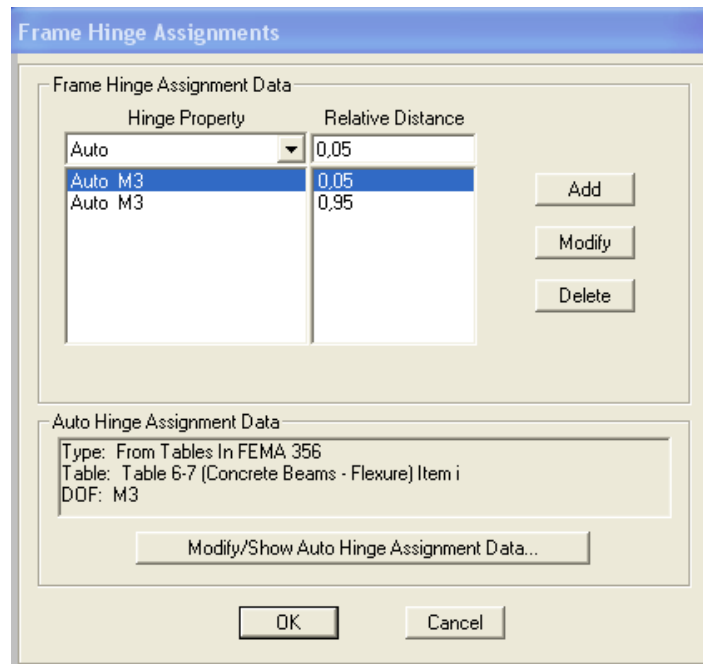 Frame Hinge Assignments
Frame Hinge Assignment Data
Hinge Property Relative Distance
Auto 0,05
Auto M3 0,05
Auto M3 0,95
Add
Modify
Delete
Auto Hinge Assignment Data
Type: From Tables In FEMA 356
Table: Table 6-7 (Concrete Beams - Flexure) Item i
DOF: M3
Modify/Show Auto Hinge Assignment Data...
OK Cancel